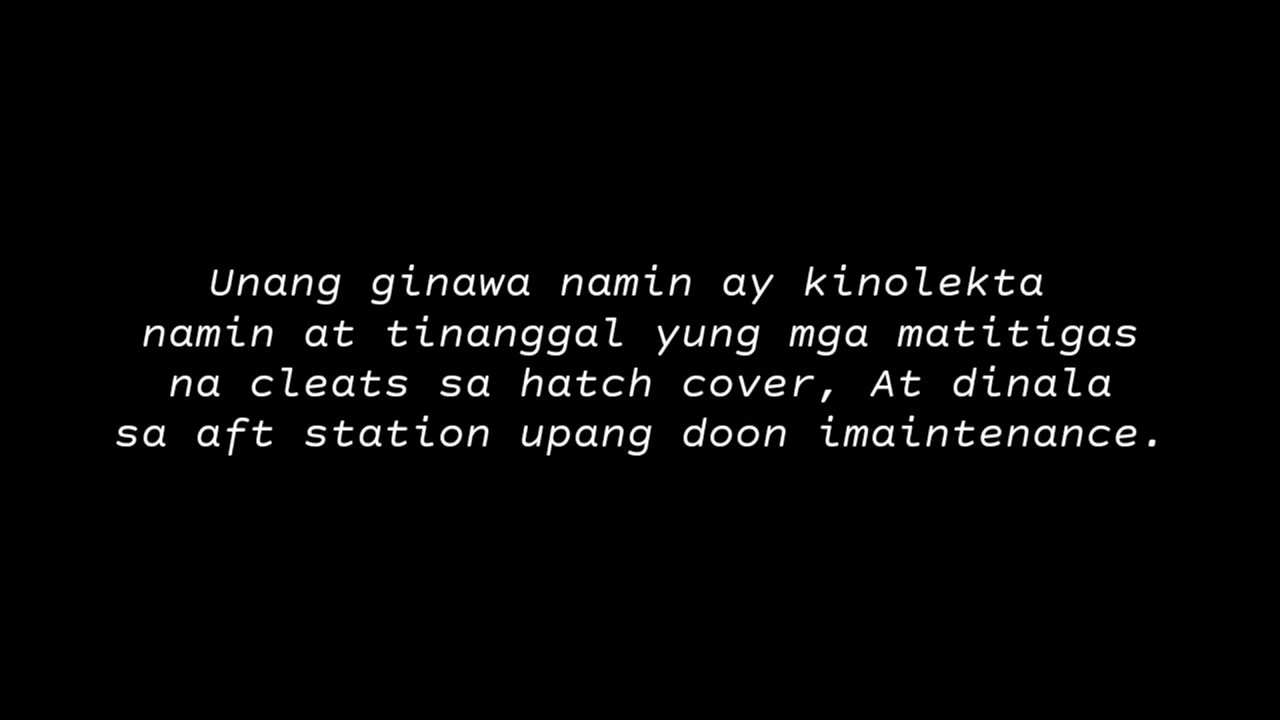 Unang ginawa namin ay kinolekta
namin at tinanggal yung mga matitigas
na cleats sa hatch cover, At dinala
sa aft station upang doon imaintenance.